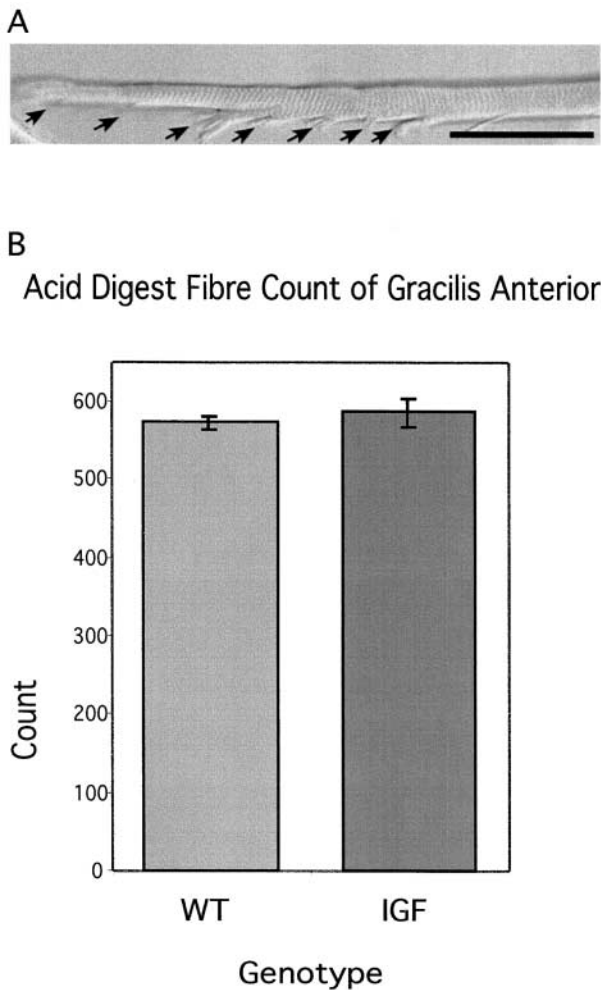 A
B
Acid Digest Fibre Count of Gracilis Anterior
600
500
400
300
200
100
0
Count
WT IGF
Genotype